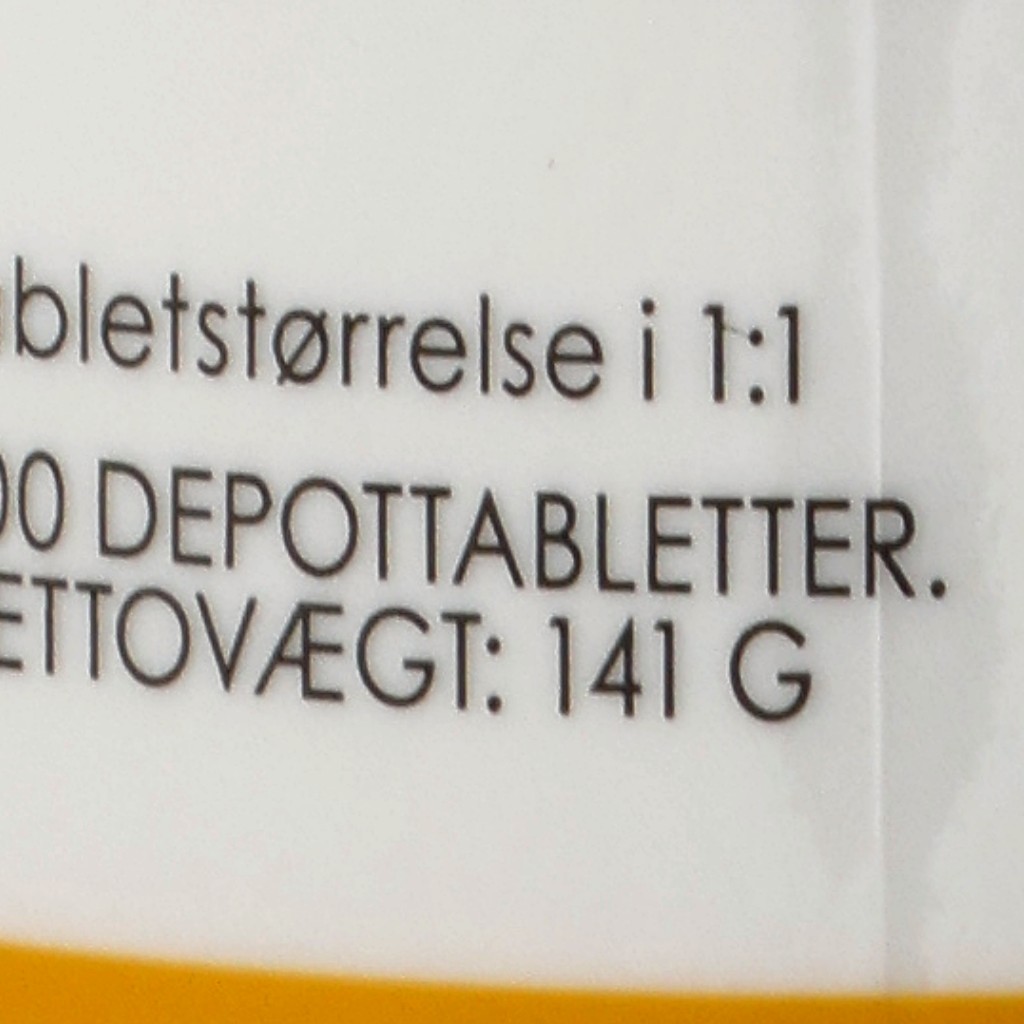 abletstørrelse i 1:1
00 DEPOTTABLETTER.
ETTOVÆGT: 141 G